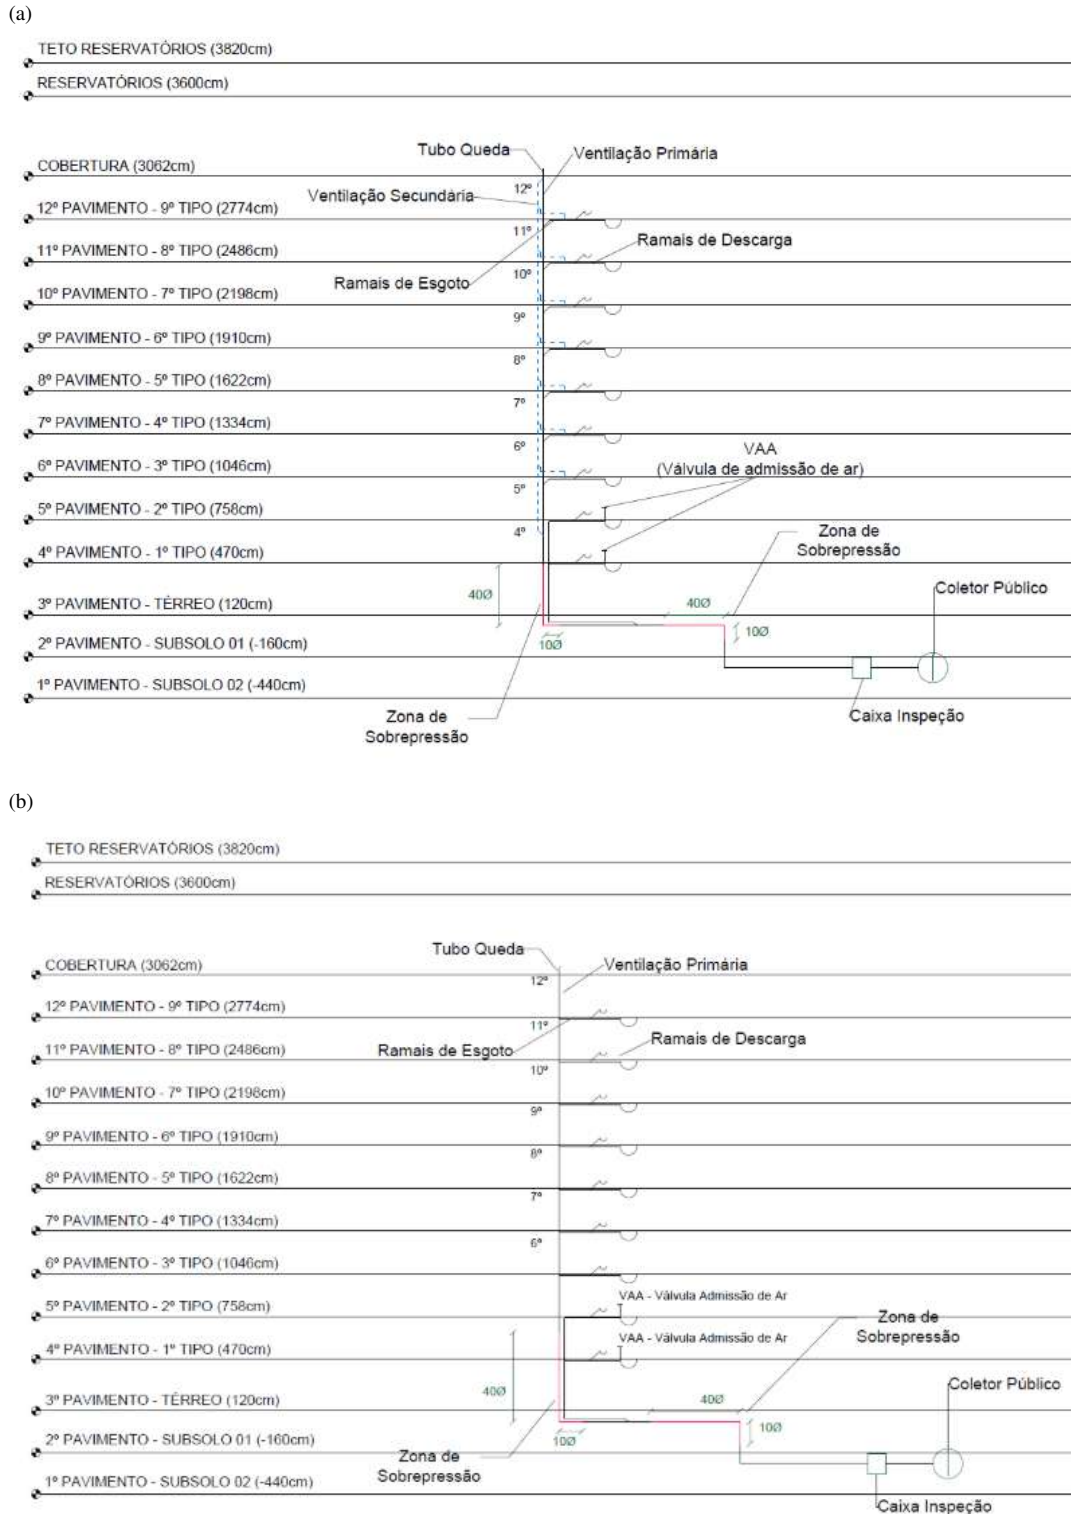 (a)
TETO RESERVATÓRIOS (3820cm)
RESERVATÓRIOS (3600cm)
Tubo Queda
Ventilação Primária
COBERTURA (3062cm)
12º
Ventilação Secundária
12º PAVIMENTO - 9º TIPO (2774cm)
11º
Ramais de Descarga
11º PAVIMENTO - 8º TIPO (2486cm)
10º
Ramais de Esgoto
10º PAVIMENTO - 7º TIPO (2198cm)
9º
9º PAVIMENTO - 6º TIPO (1910cm)
8º
8º PAVIMENTO - 5º TIPO (1622cm)
7º
7º PAVIMENTO - 4º TIPO (1334cm)
6º
VAA
(Válvula de admissão de ar)
6º PAVIMENTO - 3º TIPO (1046cm)
5º
5º PAVIMENTO - 2º TIPO (758cm)
4º
Zona de
Sobrepressão
4º PAVIMENTO - 1º TIPO (470cm)
40Ø
40Ø
Coletor Público
3º PAVIMENTO - TÉRREO (120cm)
10Ø
10Ø
2º PAVIMENTO - SUBSOLO 01 (-160cm)
1º PAVIMENTO - SUBSOLO 02 (-440cm)
Zona de
Sobrepressão
Caixa Inspeção
(b)
TETO RESERVATÓRIOS (3820cm)
RESERVATÓRIOS (3600cm)
Tubo Queda
Ventilação Primária
COBERTURA (3062cm)
12º
12º PAVIMENTO - 9º TIPO (2774cm)
11º
Ramais de Descarga
11º PAVIMENTO - 8º TIPO (2486cm)
Ramais de Esgoto
10º
10º PAVIMENTO - 7º TIPO (2198cm)
9º
9º PAVIMENTO - 6º TIPO (1910cm)
8º
8º PAVIMENTO - 5º TIPO (1622cm)
7º
7º PAVIMENTO - 4º TIPO (1334cm)
6º
6º PAVIMENTO - 3º TIPO (1046cm)
VAA - Válvula Admissão de Ar
5º PAVIMENTO - 2º TIPO (758cm)
Zona de
Sobrepressão
VAA - Válvula Admissão de Ar
4º PAVIMENTO - 1º TIPO (470cm)
40Ø
40Ø
Coletor Público
3º PAVIMENTO - TÉRREO (120cm)
10Ø
10Ø
2º PAVIMENTO - SUBSOLO 01 (-160cm)
Zona de
Sobrepressão
1º PAVIMENTO - SUBSOLO 02 (-440cm)
Caixa Inspeção